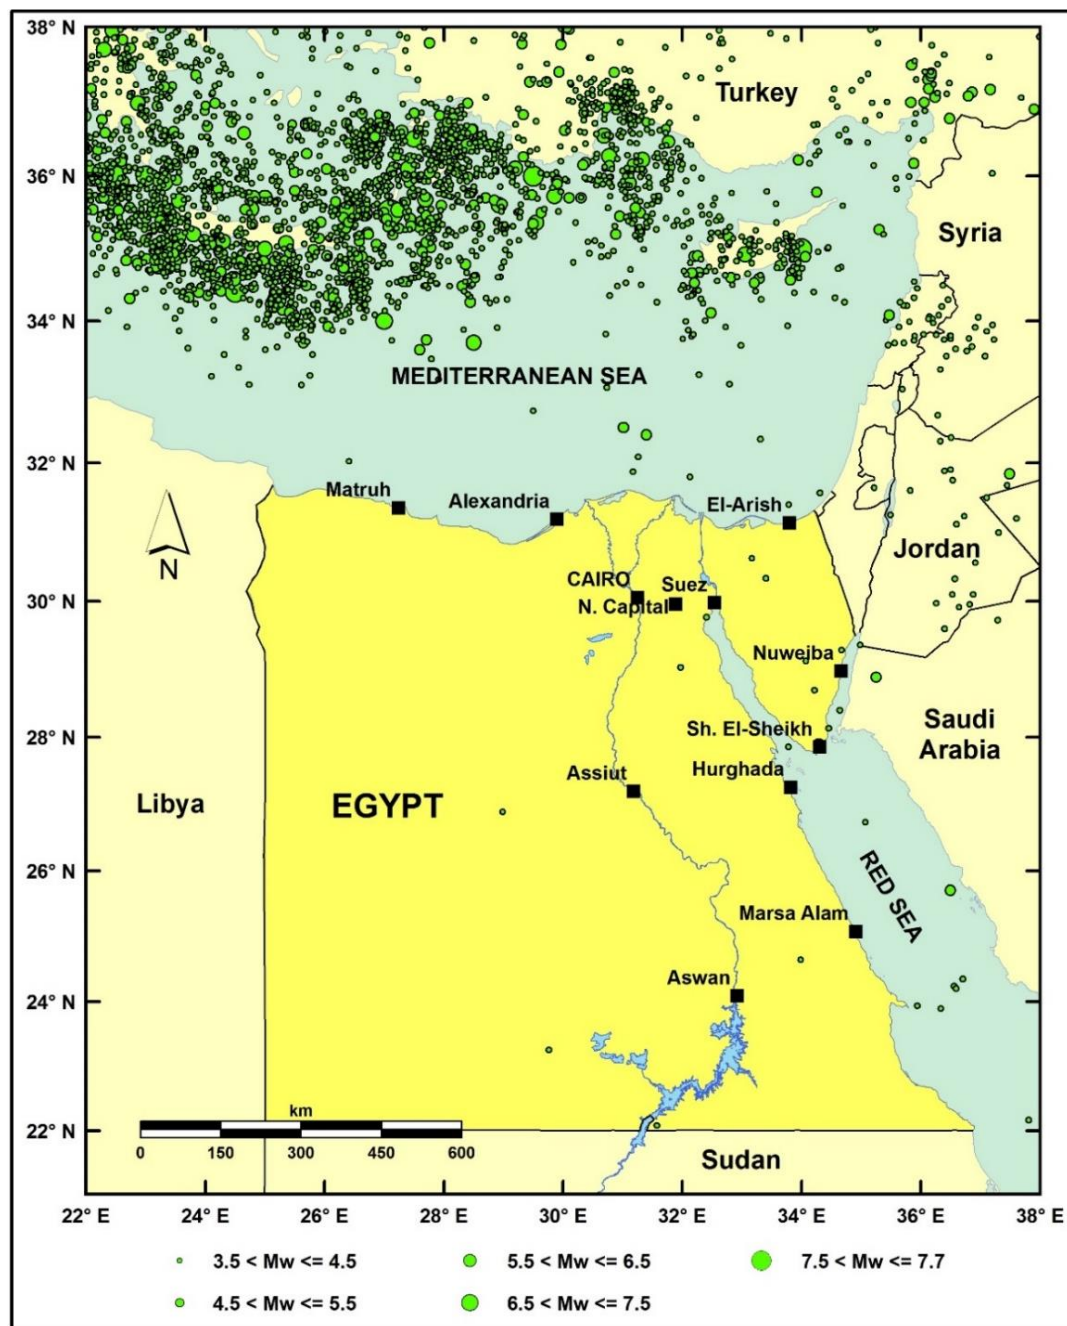 38° N
36° N
34° N
32° N
30° N
28° N
26° N
24° N
22° N
Turkey
Syria
MEDITERRANEAN SEA
Matruh
Alexandria
El-Arish
Jordan
CAIRO
Suez
N. Capital
Nuweiba
Saudi
Arabia
Sh. El-Sheikh
Hurghada
Assiut
Libya
EGYPT
RED SEA
Marsa Alam
Aswan
N
km
0 150 300 450 600
Sudan
22° E 24° E 26° E 28° E 30° E 32° E 34° E 36° E 38° E
3.5 < Mw <= 4.5 5.5 < Mw <= 6.5 7.5 < Mw <= 7.7
4.5 < Mw <= 5.5 6.5 < Mw <= 7.5